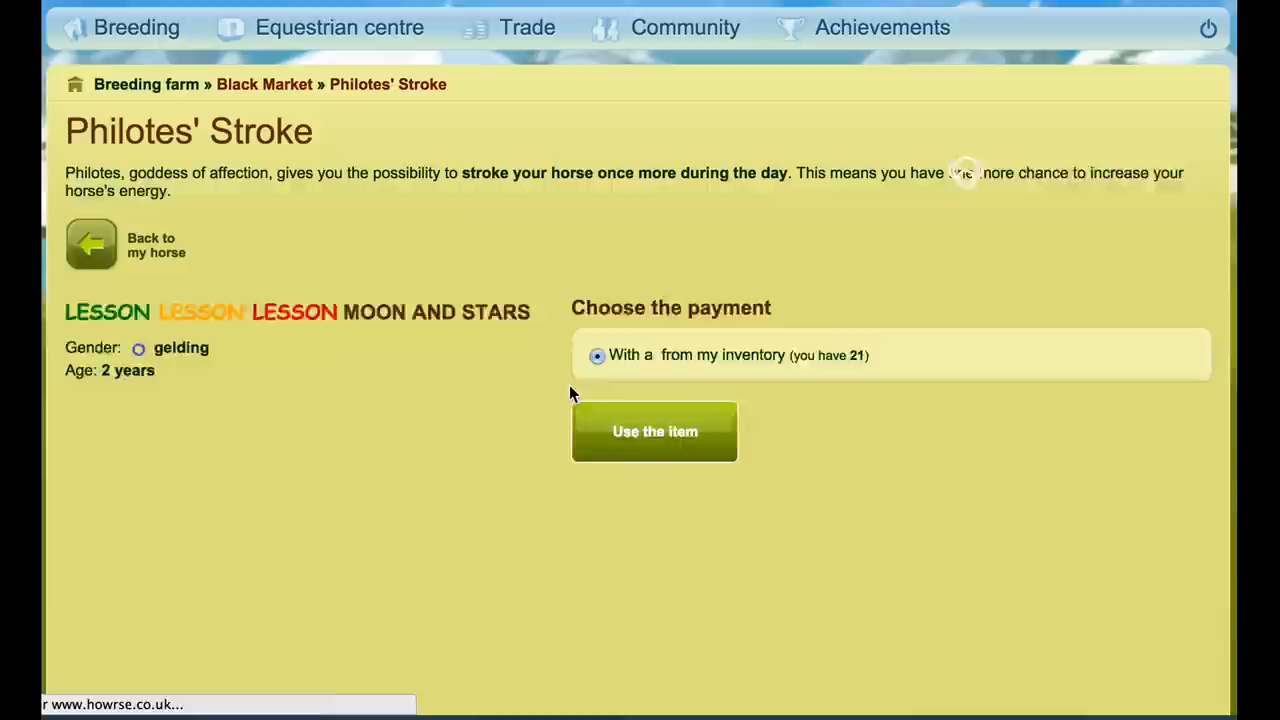 Breeding Equestrian centre Trade Community Achievements
Breeding farm » Black Market » Philotes' Stroke
Philotes' Stroke
Philotes, goddess of affection, gives you the possibility to stroke your horse once more during the day. This means you have more chance to increase your
horse's energy.
Back to
my horse
LESSON LESSON LESSON MOON AND STARS
Gender: gelding
Age: 2 years
Choose the payment
With a from my inventory (you have 21)
Use the item
r www.howrse.co.uk...